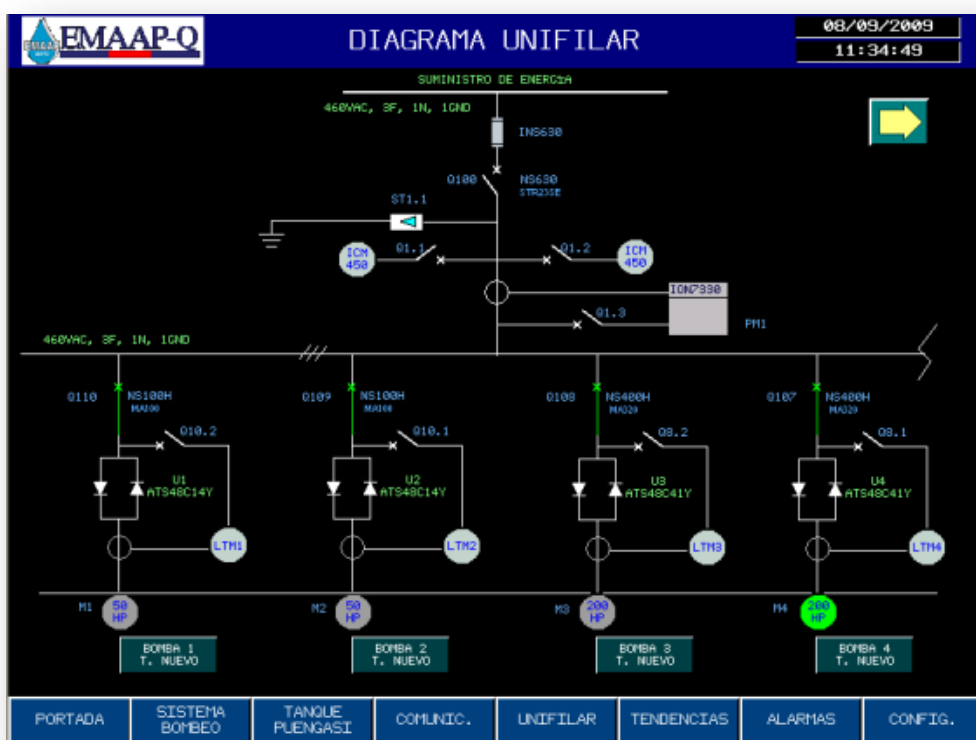 EMAAP-Q
DIAGRAMA UNIFILAR
08/09/2009
11:34:49
SUMINISTRO DE ENERGIA
460VAC, 3F, 1N, 1GND
INS630
Q100
NS630
STR23SE
ST1.1
ICM
450
Q1.1
Q1.2
ICM
450
ION7330
Q1.3
PM1
460VAC, 3F, 1N, 1GND
Q110
NS100H
MA100
Q109
NS100H
MA100
Q108
NS400H
MA320
Q107
NS400H
MA320
Q10.2
Q10.1
Q8.2
Q8.1
U1
ATS48C14Y
U2
ATS48C14Y
U3
ATS48C41Y
U4
ATS48C41Y
LTM1
LTM2
LTM3
LTM4
M1
50
HP
M2
50
HP
M3
200
HP
M4
200
HP
BOMBA 1
T. NUEVO
BOMBA 2
T. NUEVO
BOMBA 3
T. NUEVO
BOMBA 4
T. NUEVO
PORTADA
SISTEMA
BOMBEO
TANQUE
PUENGASI
COMUNIC.
UNIFILAR
TENDENCIAS
ALARMAS
CONFIG.